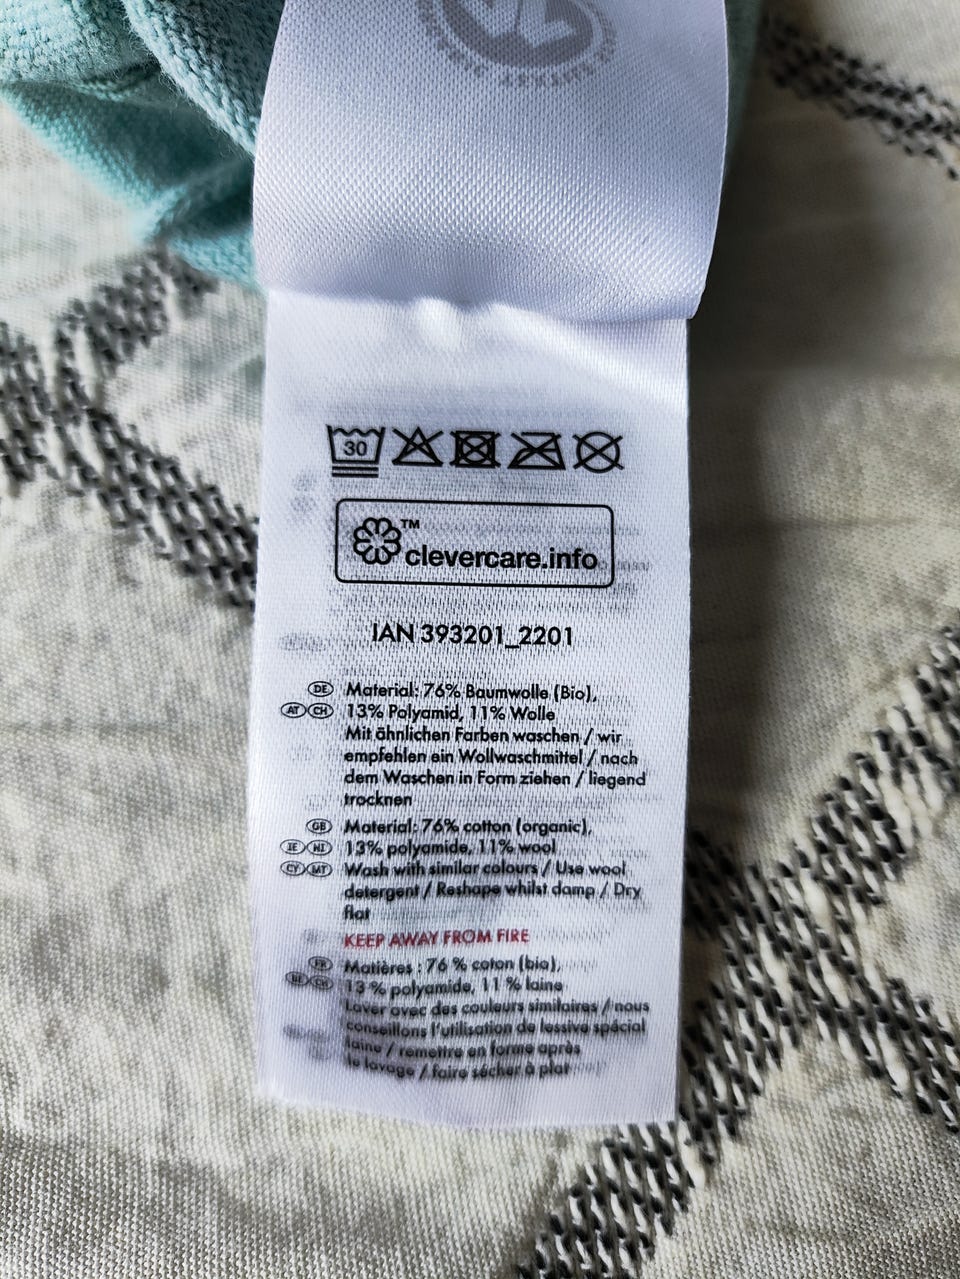 30
TM
clevercare.info
IAN 393201_2201
DE Material: 76% Baumwolle (Bio),
AT CH 13% Polyamid, 11% Wolle
Mit ähnlichen Farben waschen / wir
empfehlen ein Wollwaschmittel / nach
dem Waschen in Form ziehen / liegend
trocknen
GB Material: 76% cotton (organic),
IE NI 13% polyamide, 11% wool
CY MT Wash with similar colours / Use wool
detergent / Reshape whilst damp / Dry
flat
KEEP AWAY FROM FIRE
FR Matières : 76 % coton (bio),
BE CH 13 % polyamide, 11 % laine
Laver avec des couleurs similaires / nous
conseillons l'utilisation de lessive spécial
laine / remettre en forme après
le lavage / faire sécher à plat